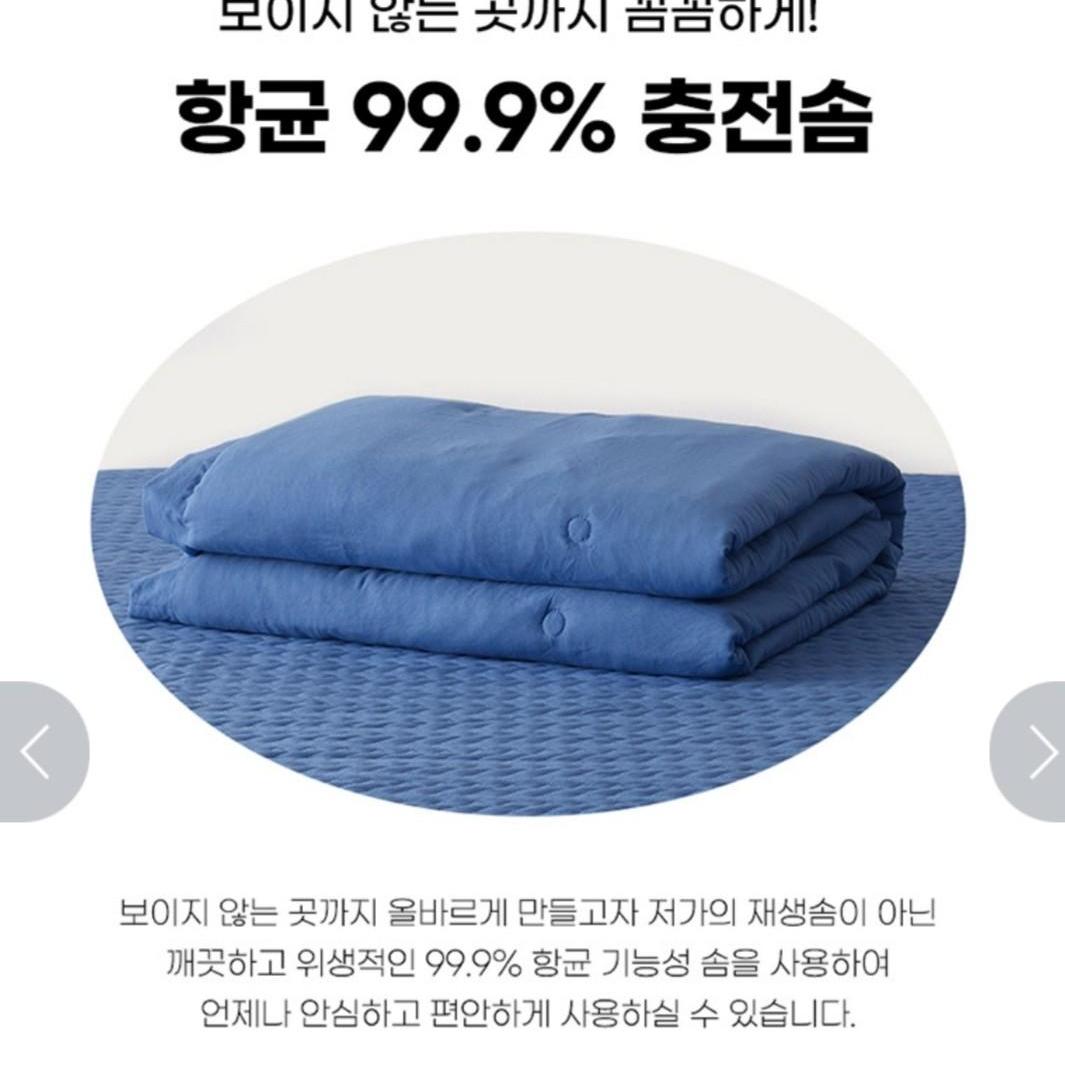 보이지 않는 곳까지 꼼꼼하게!
항균 99.9% 충전솜
보이지 않는 곳까지 올바르게 만들고자 저가의 재생솜이 아닌
깨끗하고 위생적인 99.9% 항균 기능성 솜을 사용하여
언제나 안심하고 편안하게 사용하실 수 있습니다.